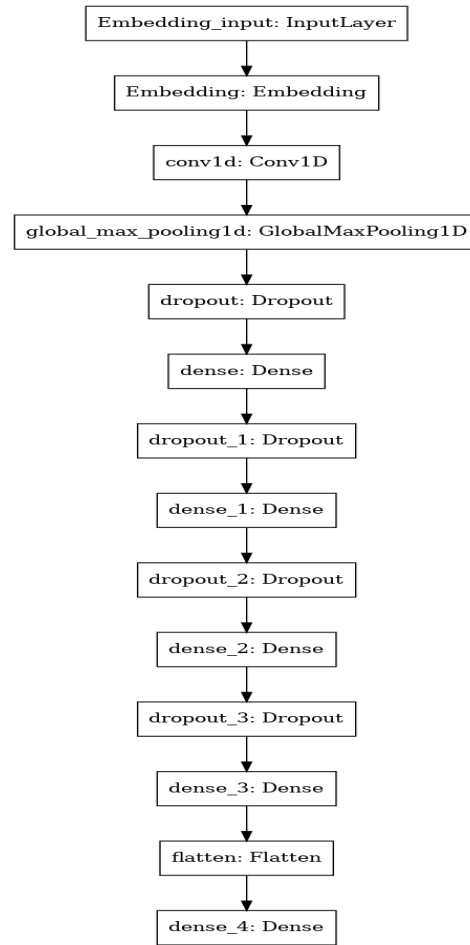 Embedding_input: InputLayer
Embedding: Embedding
conv1d: Conv1D
global_max_pooling1d: GlobalMaxPooling1D
dropout: Dropout
dense: Dense
dropout_1: Dropout
dense_1: Dense
dropout_2: Dropout
dense_2: Dense
dropout_3: Dropout
dense_3: Dense
flatten: Flatten
dense_4: Dense